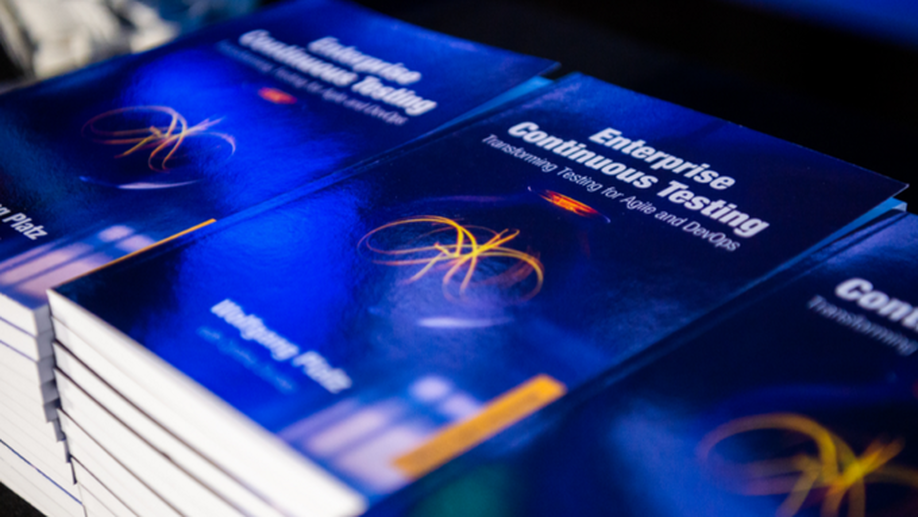 Enterprise
Continuous Testing
Transforming Testing for Agile and DevOps
Platz
Enterprise
Continuous Testing
Transforming Testing for Agile and DevOps
Wolfgang Platz
Transforming